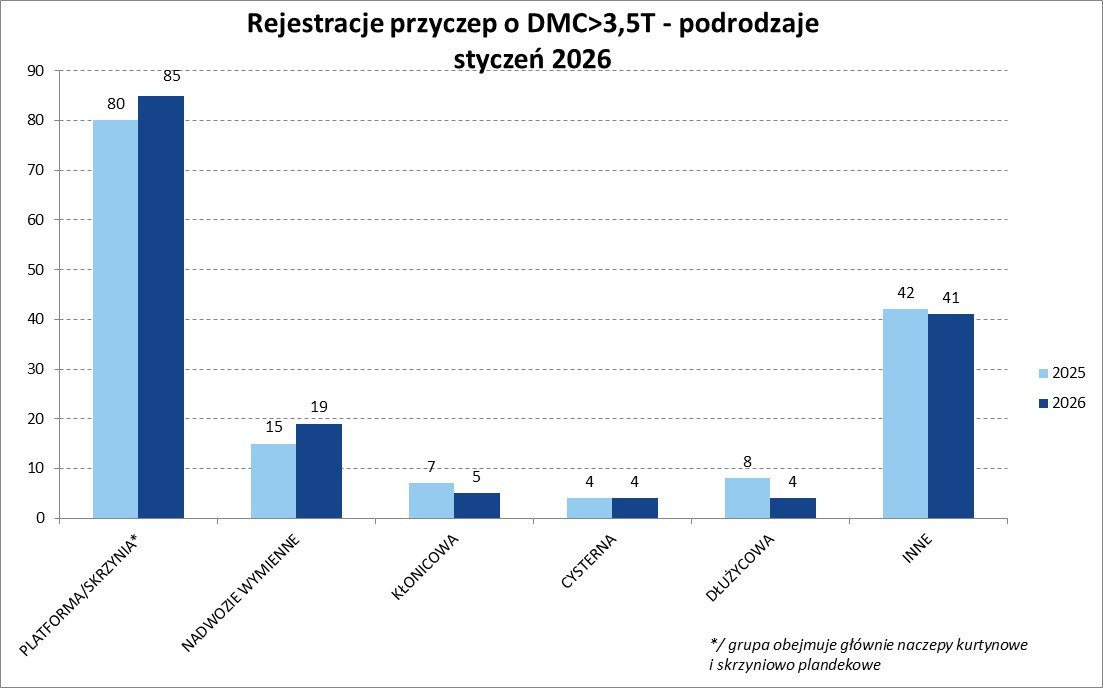 Rejestracje przyczep o DMC>3,5T - podrodzaje
styczeń 2026
90
80
70
60
50
40
30
20
10
0
80
85
15
19
7
5
4
4
8
4
42
41
2025
2026
PLATFORMA/SKRZYNIA*
NADWOZIE WYMIENNE
KŁONICOWA
CYSTERNA
DŁUŻYCOWA
INNE
*/ grupa obejmuje głównie naczepy kurtynowe
i skrzyniowo plandekowe